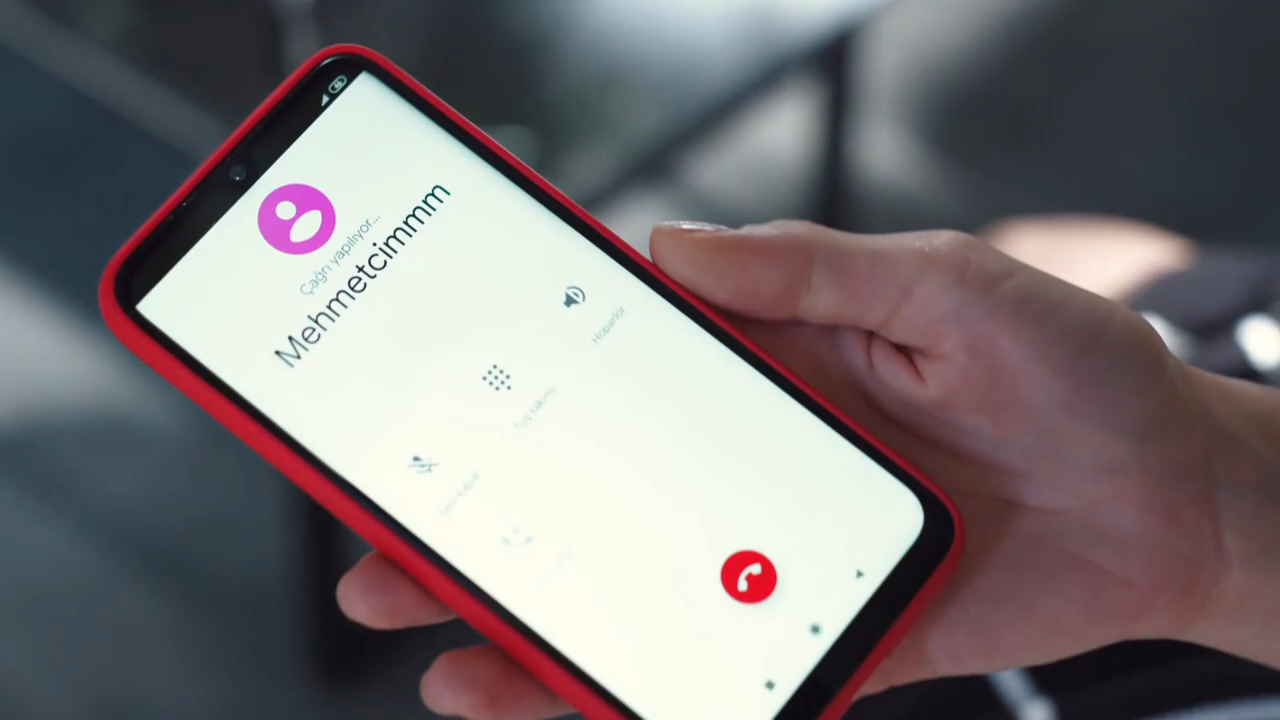 Çağrı yapılıyor...
Mehmetcimmm
Hoparlör
Tuş takımı